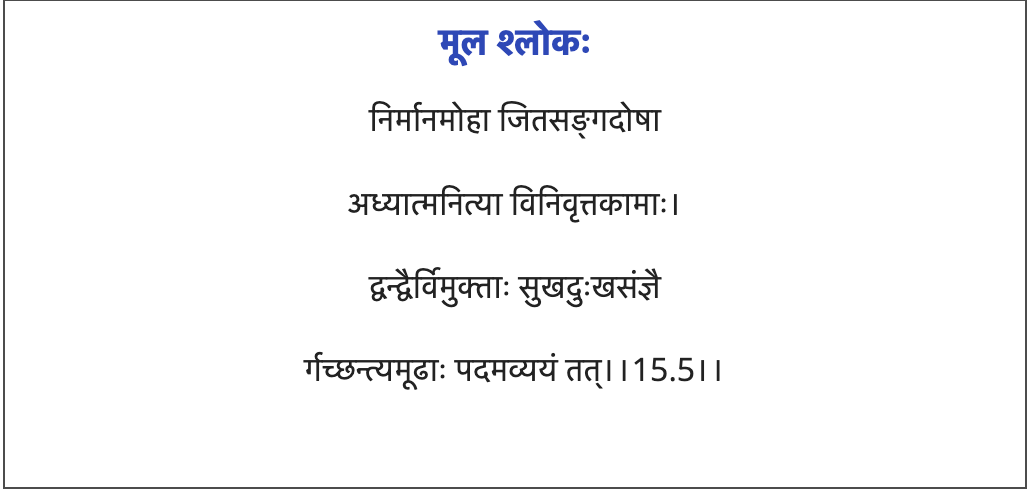 मूल श्लोकः
निर्मानमोहा जितसङ्गदोषा
अध्यात्मनित्या विनिवृत्तकामाः।
द्वन्द्वैर्विमुक्ताः सुखदुःखसंज्ञै
र्गच्छन्त्यमूढाः पदमव्ययं तत्।।15.5।।